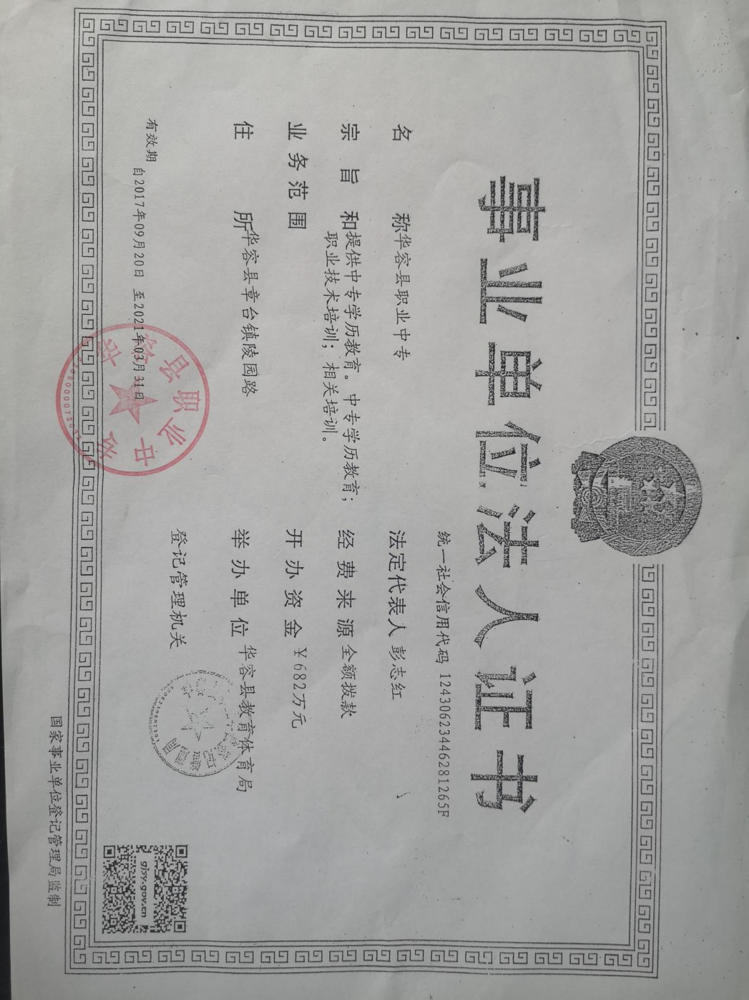 事业单位法人证书
统一社会信用代码 12430623446281265F
名称 华容县职业中专
法定代表人 彭志红
宗旨和业务范围
提供中专学历教育。中专学历教育；
职业技术培训；相关培训。
经费来源 全额拨款
开办资金 ￥682万元
住所 华容县章台镇陵园路
举办单位 华容县教育体育局
登记管理机关
有效期
自2017年09月20日 至2021年03月31日
华容县职业中专
gjsy.gov.cn
国家事业单位登记管理局监制